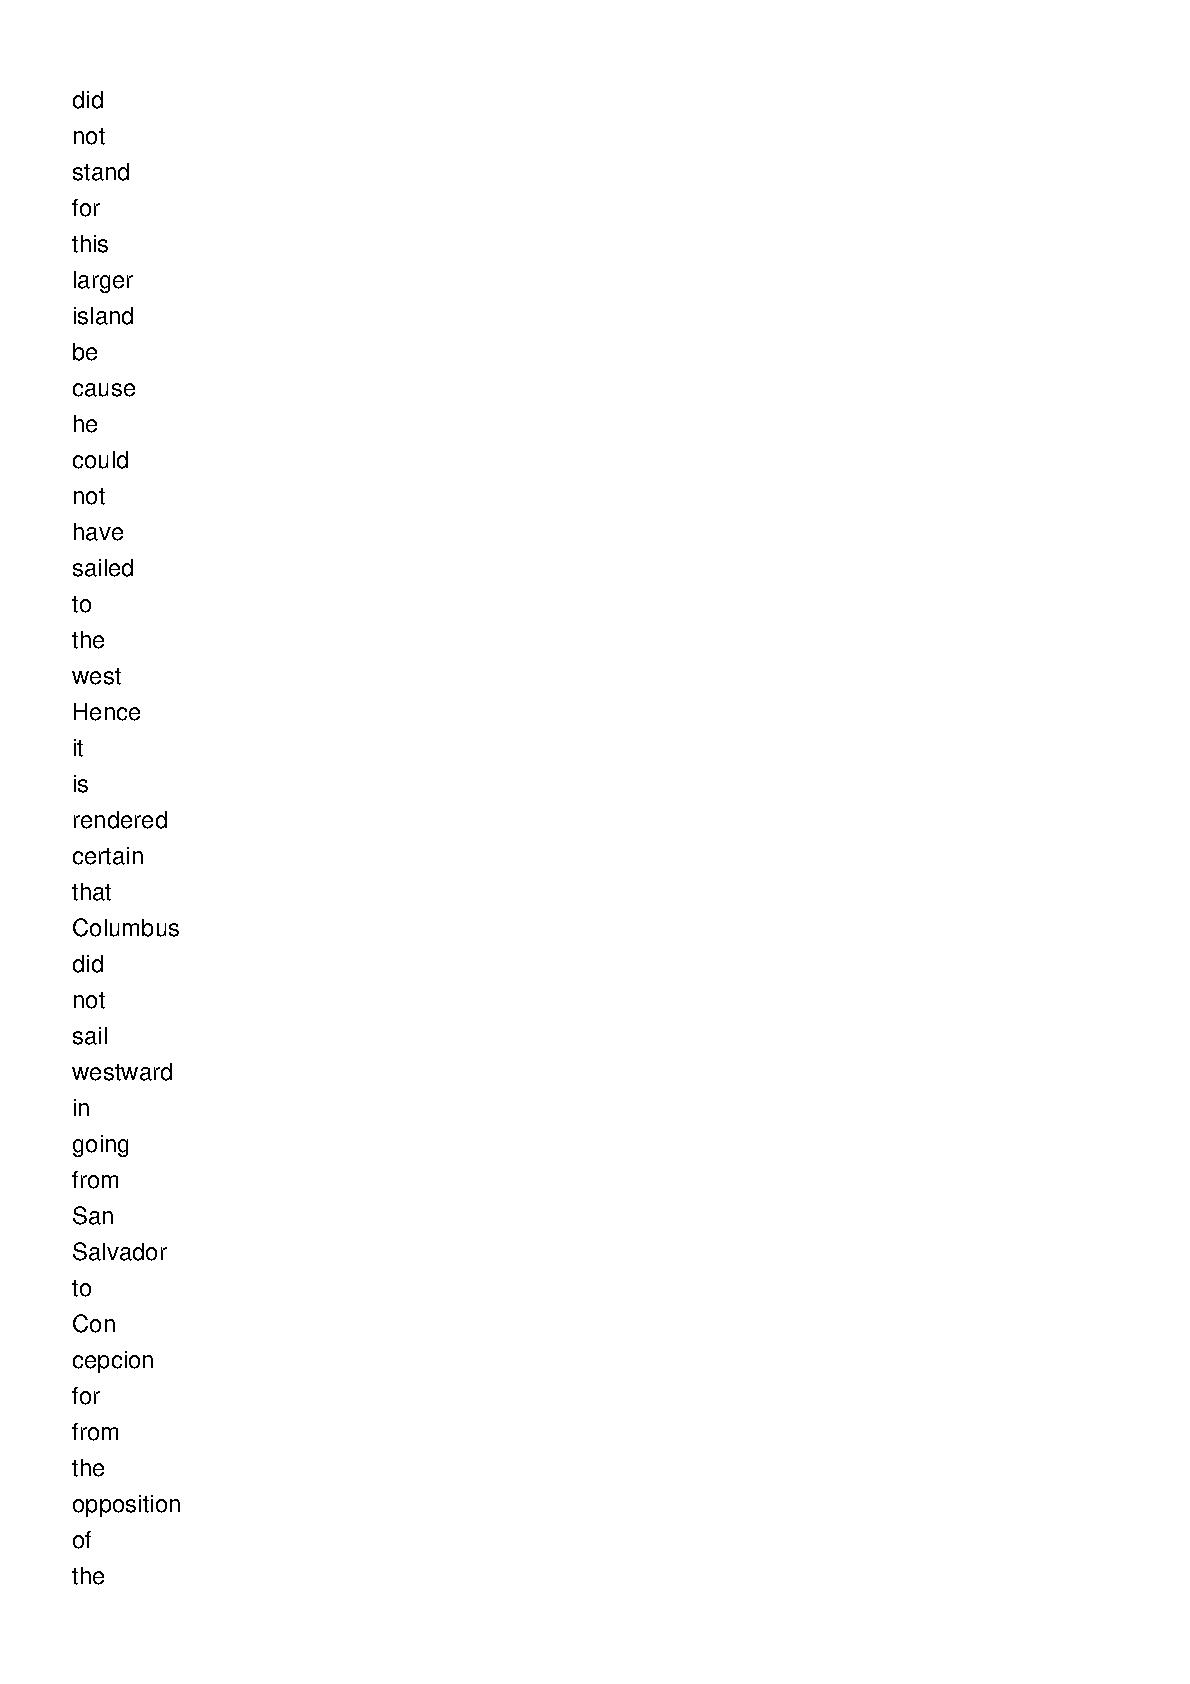 did
not
stand
for
this
larger
island
be
cause
he
could
not
have
sailed
to
the
west
Hence
it
is
rendered
certain
that
Columbus
did
not
sail
westward
in
going
from
San
Salvador
to
Con
cepcion
for
from
the
opposition
of
the